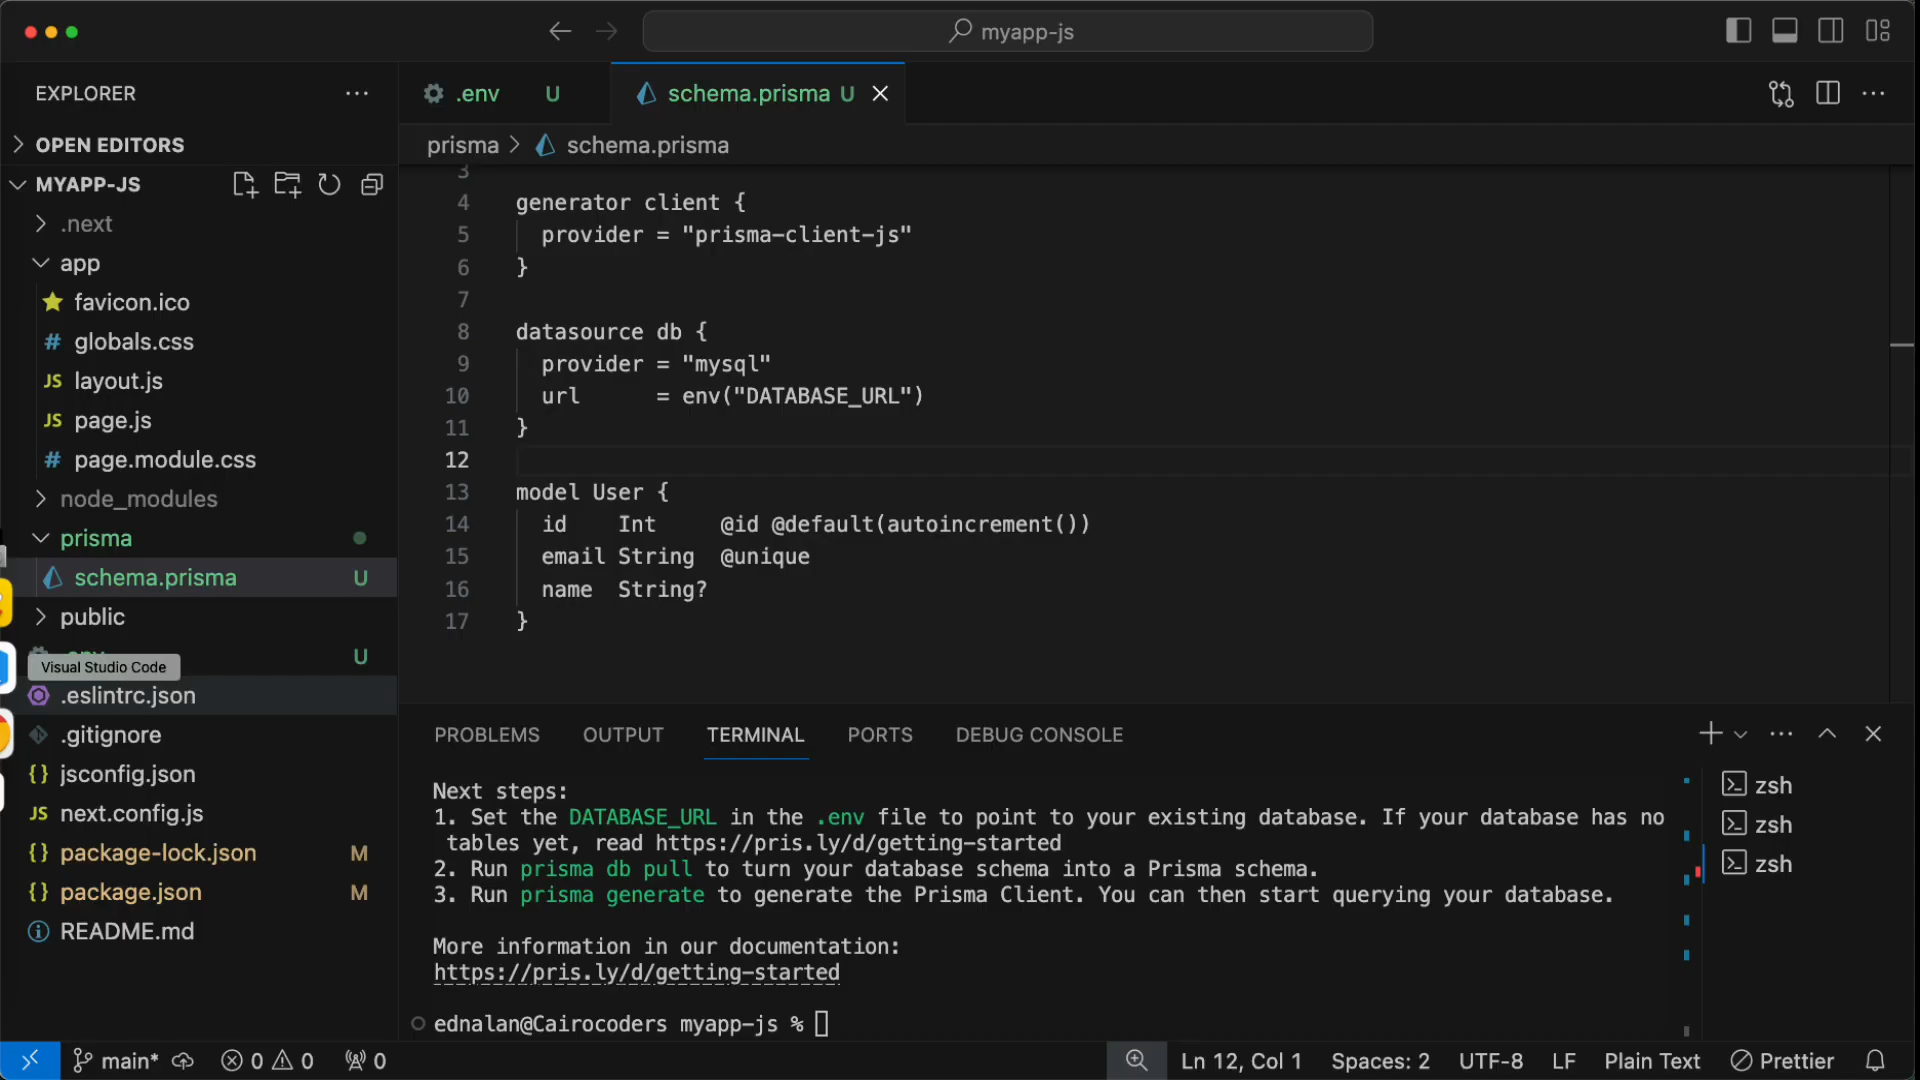 myapp-js
EXPLORER
.env U
schema.prisma U
OPEN EDITORS
prisma > schema.prisma
MYAPP-JS
.next
app
favicon.ico
# globals.css
JS layout.js
JS page.js
# page.module.css
node_modules
prisma
schema.prisma U
public
.env U
Visual Studio Code
.eslintrc.json
.gitignore
{} jsconfig.json
JS next.config.js
{} package-lock.json M
{} package.json M
README.md
3
4 generator client {
5 provider = "prisma-client-js"
6 }
7
8 datasource db {
9 provider = "mysql"
10 url      = env("DATABASE_URL")
11 }
12
13 model User {
14 id    Int     @id @default(autoincrement())
15 email String  @unique
16 name  String?
17 }
PROBLEMS OUTPUT TERMINAL PORTS DEBUG CONSOLE
Next steps:
1. Set the DATABASE_URL in the .env file to point to your existing database. If your database has no
tables yet, read https://pris.ly/d/getting-started
2. Run prisma db pull to turn your database schema into a Prisma schema.
3. Run prisma generate to generate the Prisma Client. You can then start querying your database.
More information in our documentation:
https://pris.ly/d/getting-started
ednalan@Cairocoders myapp-js %
zsh
zsh
zsh
main* 0 0 0 Ln 12, Col 1 Spaces: 2 UTF-8 LF Plain Text Prettier